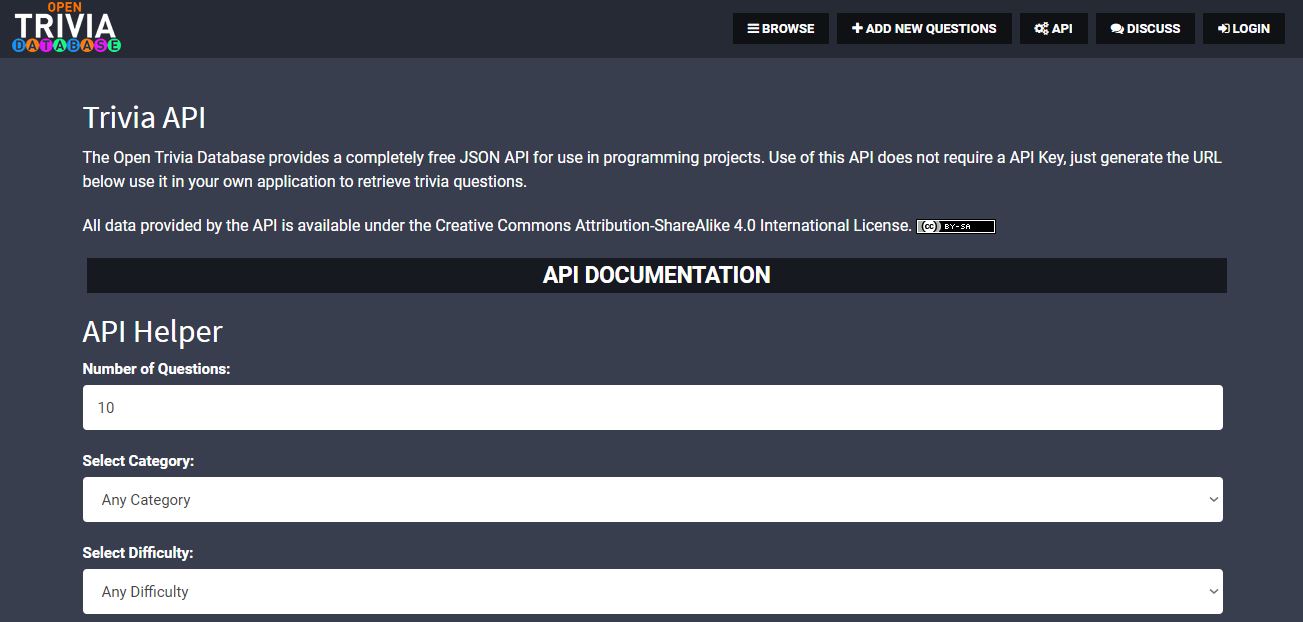 OPEN
TRIVIA
DATABASE
BROWSE
ADD NEW QUESTIONS
API
DISCUSS
LOGIN
Trivia API
The Open Trivia Database provides a completely free JSON API for use in programming projects. Use of this API does not require a API Key, just generate the URL
below use it in your own application to retrieve trivia questions.
All data provided by the API is available under the Creative Commons Attribution-ShareAlike 4.0 International License. cc BY-SA
API DOCUMENTATION
API Helper
Number of Questions:
10
Select Category:
Any Category
Select Difficulty:
Any Difficulty